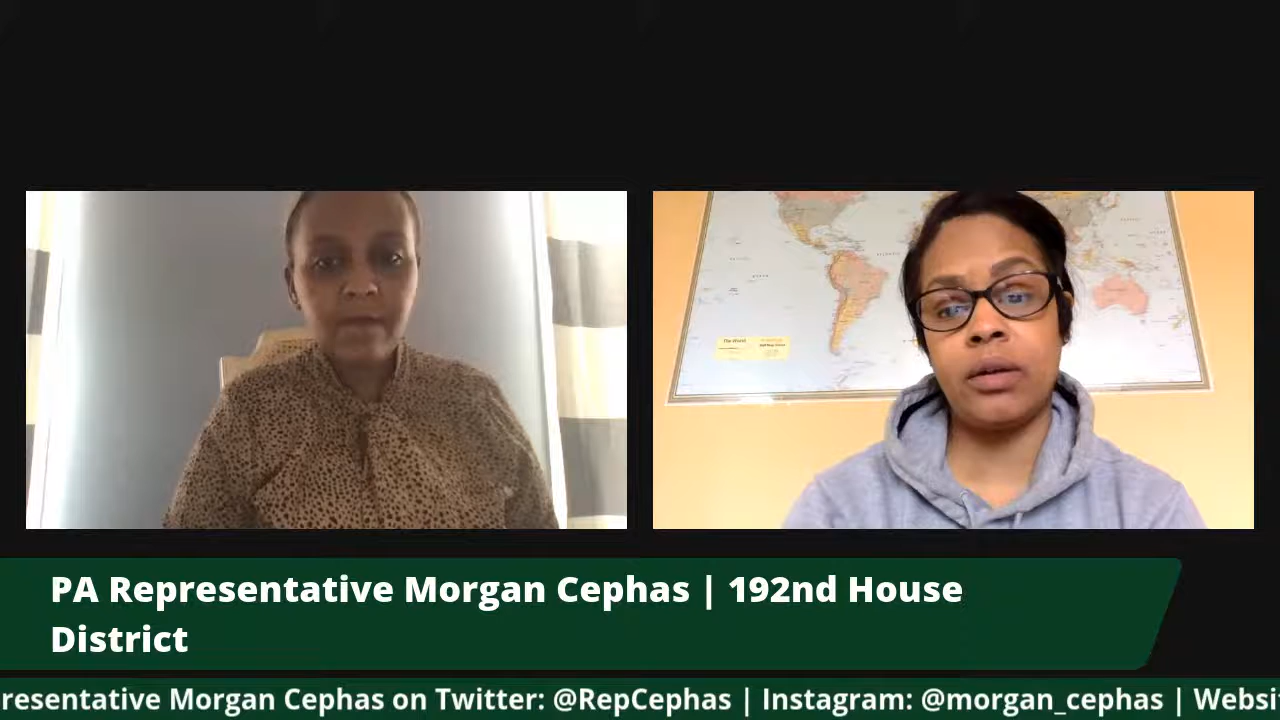 PA Representative Morgan Cephas | 192nd House
District
resentative Morgan Cephas on Twitter: @RepCephas | Instagram: @morgan_cephas | Websi